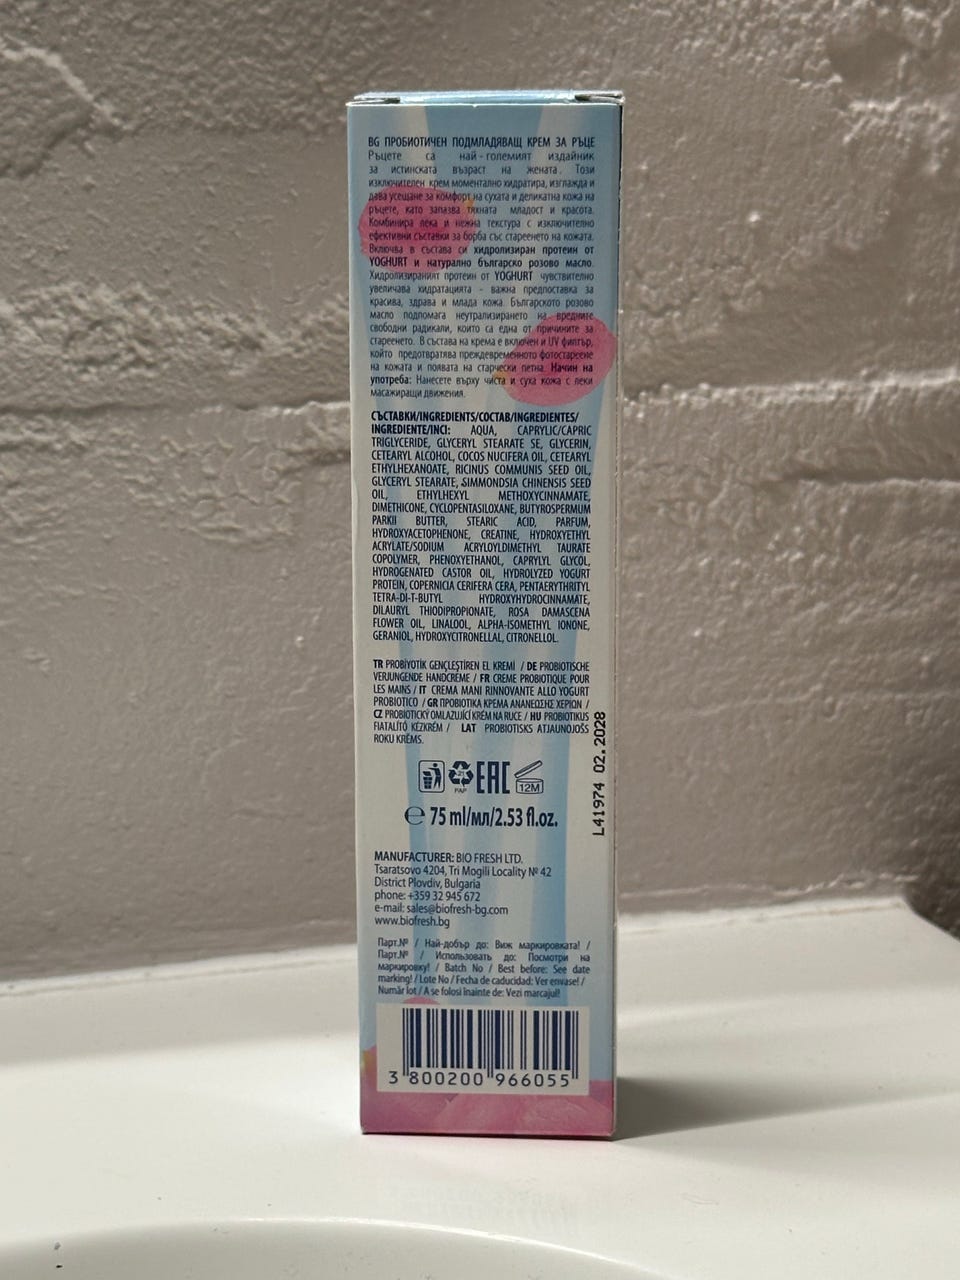 BG ПРОБИОТИЧЕН ПОДМЛАДЯВАЩ КРЕМ ЗА РЪЦЕ
Ръцете са най-големият издайник
за истинската възраст на жената. Този
изключителен крем моментално хидратира, изглажда и
дава усещане за комфорт на сухата и деликатна кожа на
ръцете, като запазва тяхната младост и красота.
Комбинира лека и нежна текстура с изключително
ефективни съставки за борба със стареенето на кожата.
Включва в състава си хидролизиран протеин от
YOGHURT и натурално българско розово масло.
Хидролизираният протеин от YOGHURT чувствително
увеличава хидратацията - важна предпоставка за
красива, здрава и млада кожа. Българското розово
масло подпомага неутрализирането на вредните
свободни радикали, които са една от причините за
стареенето. В състава на крема е включен и UV филтър,
който предотвратява преждевременното фотостареене
на кожата и появата на старчески петна. Начин на
употреба: Нанесете върху чиста и суха кожа с леки
масажиращи движения.
СЪСТАВКИ/INGREDIENTS/СОСТАВ/INGREDIENTES/
INGREDIENTE/INCI: AQUA, CAPRYLIC/CAPRIC
TRIGLYCERIDE, GLYCERYL STEARATE SE, GLYCERIN,
CETEARYL ALCOHOL, COCOS NUCIFERA OIL, CETEARYL
ETHYLHEXANOATE, RICINUS COMMUNIS SEED OIL,
GLYCERYL STEARATE, SIMMONDSIA CHINENSIS SEED
OIL, ETHYLHEXYL METHOXYCINNAMATE,
DIMETHICONE, CYCLOPENTASILOXANE, BUTYROSPERMUM
PARKII BUTTER, STEARIC ACID, PARFUM,
HYDROXYACETOPHENONE, CREATINE, HYDROXYETHYL
ACRYLATE/SODIUM ACRYLOYLDIMETHYL TAURATE
COPOLYMER, PHENOXYETHANOL, CAPRYLYL GLYCOL,
HYDROGENATED CASTOR OIL, HYDROLYZED YOGURT
PROTEIN, COPERNICIA CERIFERA CERA, PENTAERYTHRITYL
TETRA-DI-T-BUTYL HYDROXYHYDROCINNAMATE,
DILAURYL THIODIPROPIONATE, ROSA DAMASCENA
FLOWER OIL, LINALOOL, ALPHA-ISOMETHYL IONONE,
GERANIOL, HYDROXYCITRONELLAL, CITRONELLOL.
TR PROBİYOTİK GENÇLEŞTİREN EL KREMİ / DE PROBIOTISCHE
VERJUNGENDE HANDCREME / FR CREME PROBIOTIQUE POUR
LES MAINS / IT CREMA MANI RINNOVANTE ALLO YOGURT
PROBIOTICO / GR ΠΡΟΒΙΟΤΙΚΑ ΚΡΕΜΑ ΑΝΑΝΕΩΣΗΣ ΧΕΡΙΟΝ /
CZ PROBIOTICKÝ OMLAZUJÍCÍ KRÉM NA RUCE / HU PROBIOTIKUS
FIATALÍTÓ KÉZKRÉM / LAT PROBIOTISKS ATJAUNOJOŠS
ROKU KRĒMS.
PAP
EAC
12M
℮ 75 ml/мл/2.53 fl.oz.
L41974 02.2028
MANUFACTURER: BIO FRESH LTD.
Tsaratsovo 4204, Tri Mogili Locality № 42
District Plovdiv, Bulgaria
phone: +359 32 945 672
e-mail: sales@biofresh-bg.com
www.biofresh.bg
Парт.№ / Най-добър до: Виж маркировката! /
Парт.№ / Использовать до: Посмотри на
маркировку! / Batch No / Best before: See date
marking! / Lote No / Fecha de caducidad: Ver envase! /
Număr lot / A se folosi înainte de: Vezi marcajul!
3 800200 966055